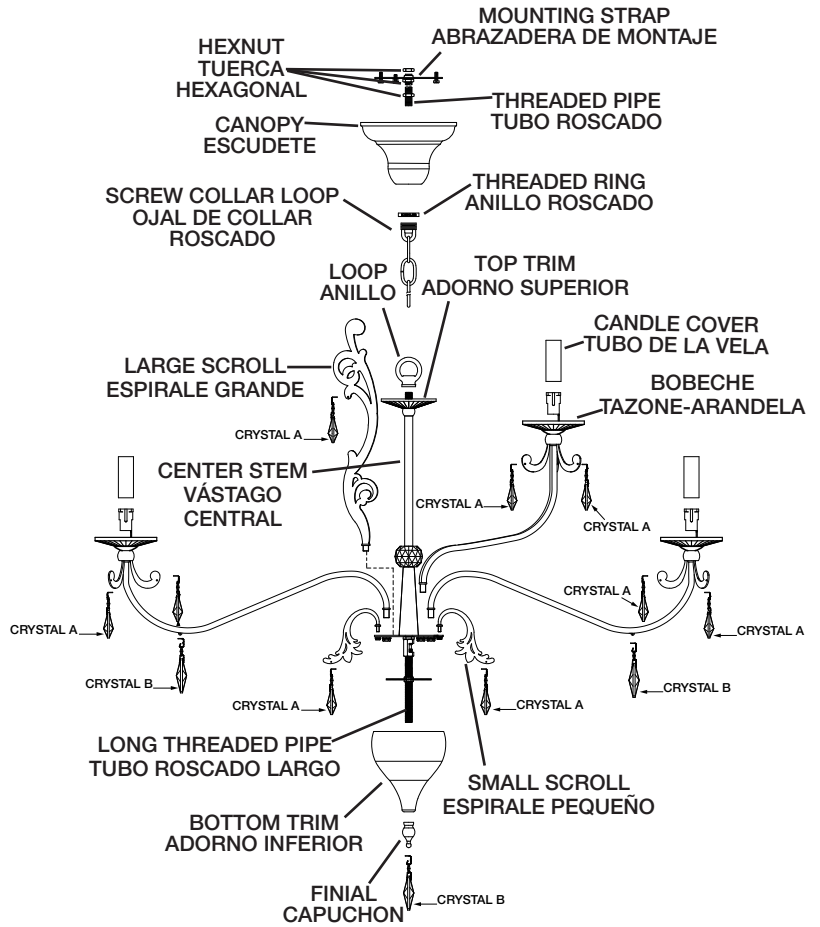 MOUNTING STRAP
ABRAZADERA DE MONTAJE
HEXNUT
TUERCA
HEXAGONAL
THREADED PIPE
TUBO ROSCADO
CANOPY
ESCUDETE
THREADED RING
ANILLO ROSCADO
SCREW COLLAR LOOP
OJAL DE COLLAR
ROSCADO
LOOP
ANILLO
TOP TRIM
ADORNO SUPERIOR
CANDLE COVER
TUBO DE LA VELA
LARGE SCROLL
ESPIRALE GRANDE
BOBECHE
TAZONE-ARANDELA
CRYSTAL A
CENTER STEM
VÁSTAGO
CENTRAL
CRYSTAL A
CRYSTAL A
CRYSTAL A
CRYSTAL A
CRYSTAL A
CRYSTAL B
CRYSTAL B
CRYSTAL A
CRYSTAL A
LONG THREADED PIPE
TUBO ROSCADO LARGO
SMALL SCROLL
ESPIRALE PEQUEÑO
BOTTOM TRIM
ADORNO INFERIOR
FINIAL
CAPUCHON
CRYSTAL B